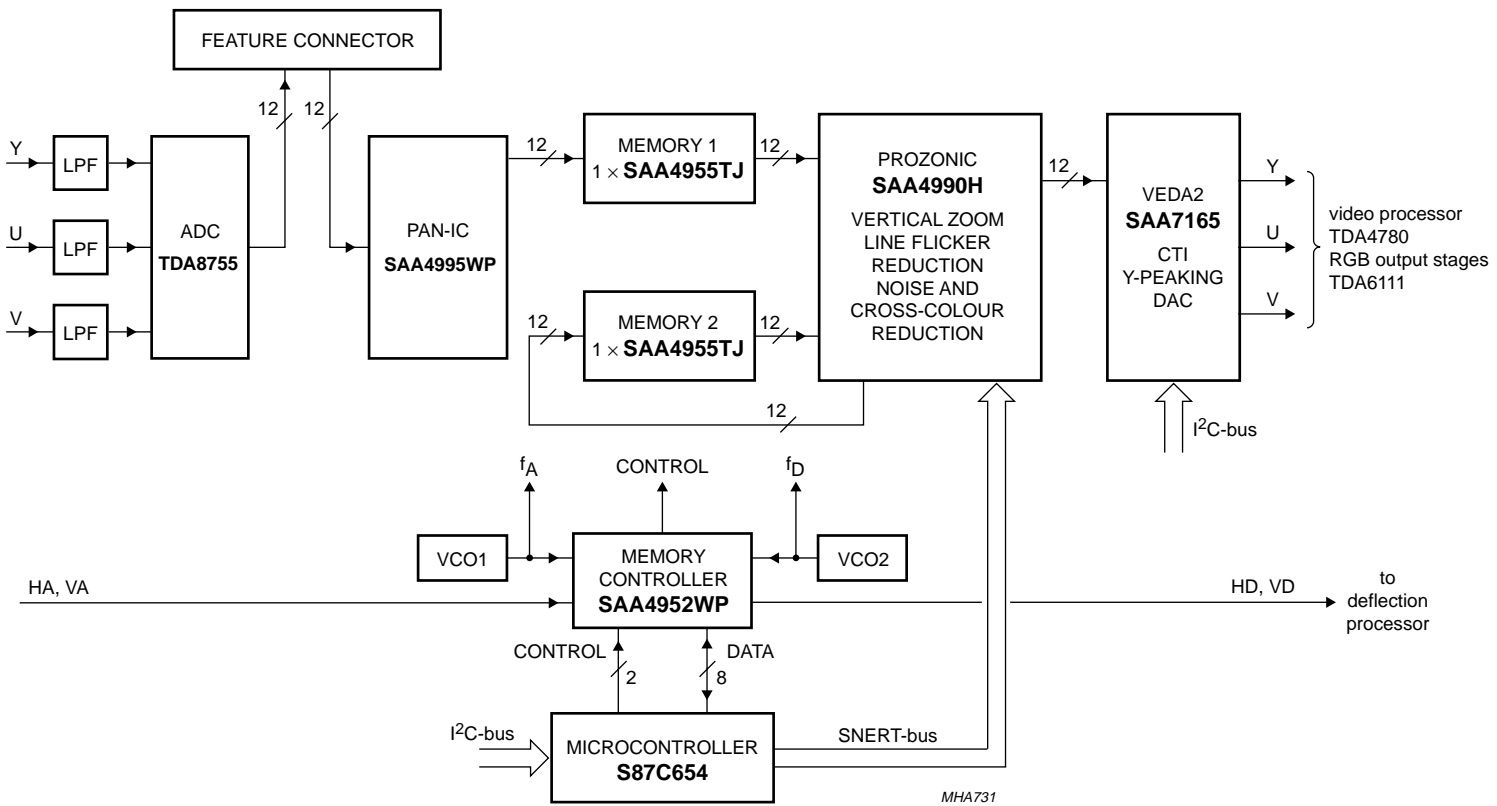 FEATURE CONNECTOR
12
12
Y
LPF
U
LPF
V
LPF
ADC
TDA8755
PAN-IC
SAA4995WP
12
MEMORY 1
1 × SAA4955TJ
12
12
MEMORY 2
1 × SAA4955TJ
12
12
PROZONIC
SAA4990H
VERTICAL ZOOM
LINE FLICKER
REDUCTION
NOISE AND
CROSS-COLOUR
REDUCTION
12
VEDA2
SAA7165
CTI
Y-PEAKING
DAC
Y
U
V
video processor
TDA4780
RGB output stages
TDA6111
I2C-bus
fA
CONTROL
fD
VCO1
MEMORY
CONTROLLER
SAA4952WP
VCO2
HA, VA
HD, VD
to
deflection
processor
CONTROL
2
DATA
8
I2C-bus
MICROCONTROLLER
S87C654
SNERT-bus
MHA731